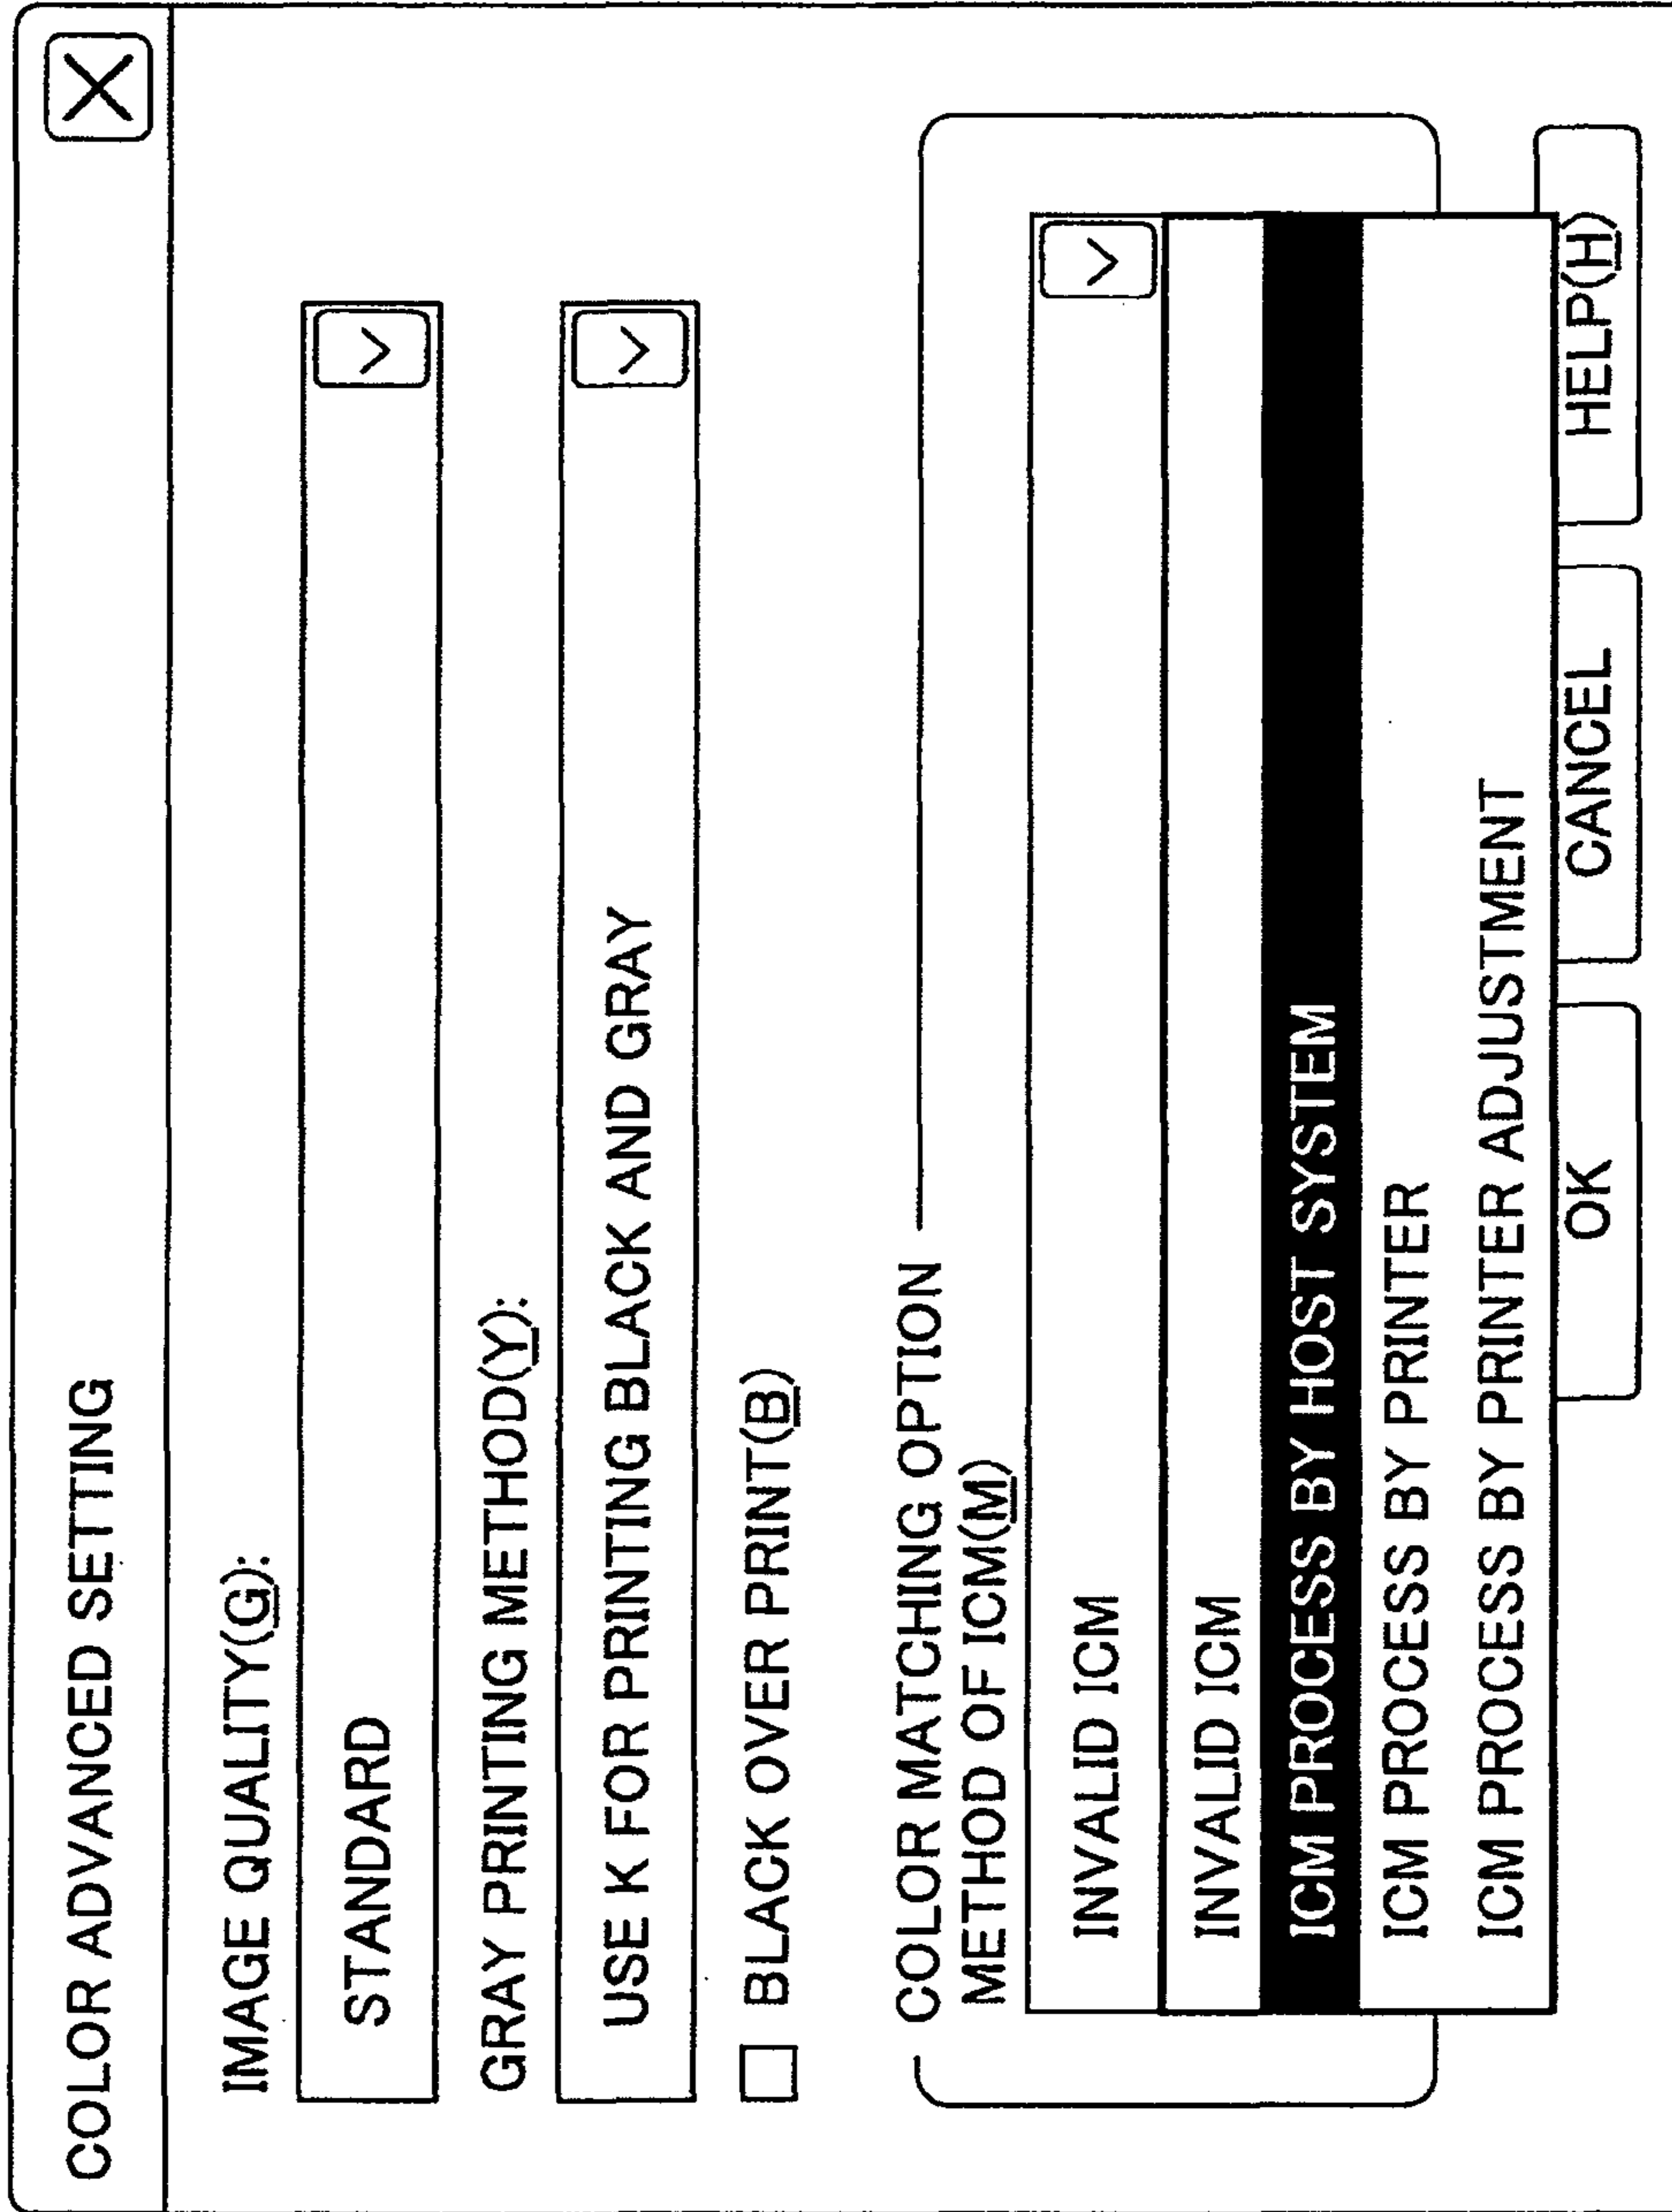 COLOR ADVANCED SETTING
IMAGE QUALITY(G):
STANDARD
GRAY PRINTING METHOD(Y):
USE K FOR PRINTING BLACK AND GRAY
BLACK OVER PRINT(B)
COLOR MATCHING OPTION
METHOD OF ICM(M)
INVALID ICM
INVALID ICM
ICM PROCESS BY HOST SYSTEM
ICM PROCESS BY PRINTER
ICM PROCESS BY PRINTER ADJUSTMENT
OK CANCEL HELP(H)